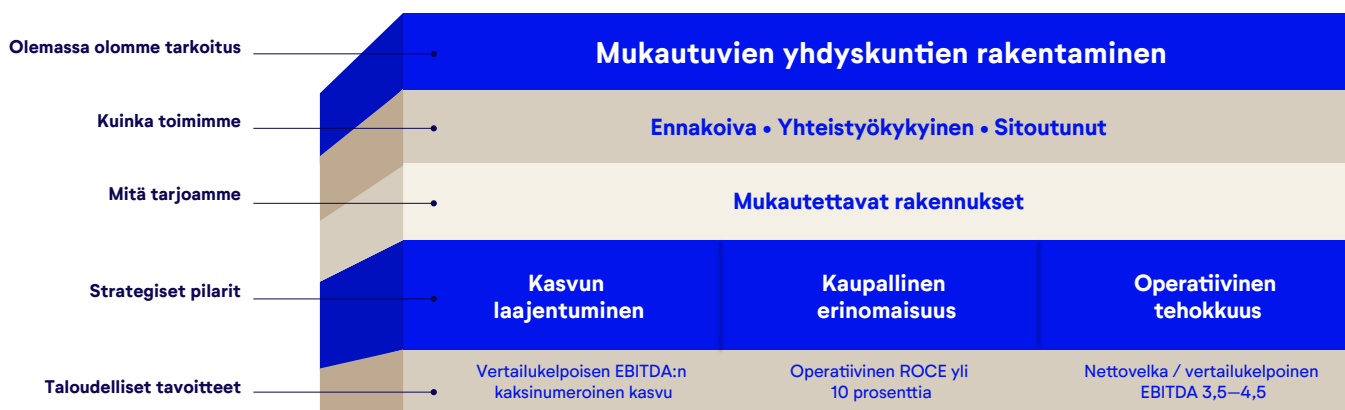 Olemassa olomme tarkoitus
Mukautuvien yhdyskuntien rakentaminen
Kuinka toimimme
Ennakoiva • Yhteistyökykyinen • Sitoutunut
Mitä tarjoamme
Mukautettavat rakennukset
Strategiset pilarit
Kasvun
laajentuminen
Kaupallinen
erinomaisuus
Operatiivinen
tehokkuus
Taloudelliset tavoitteet
Vertailukelpoisen EBITDA:n
kaksinumeroinen kasvu
Operatiivinen ROCE yli
10 prosenttia
Nettovelka / vertailukelpoinen
EBITDA 3,5–4,5